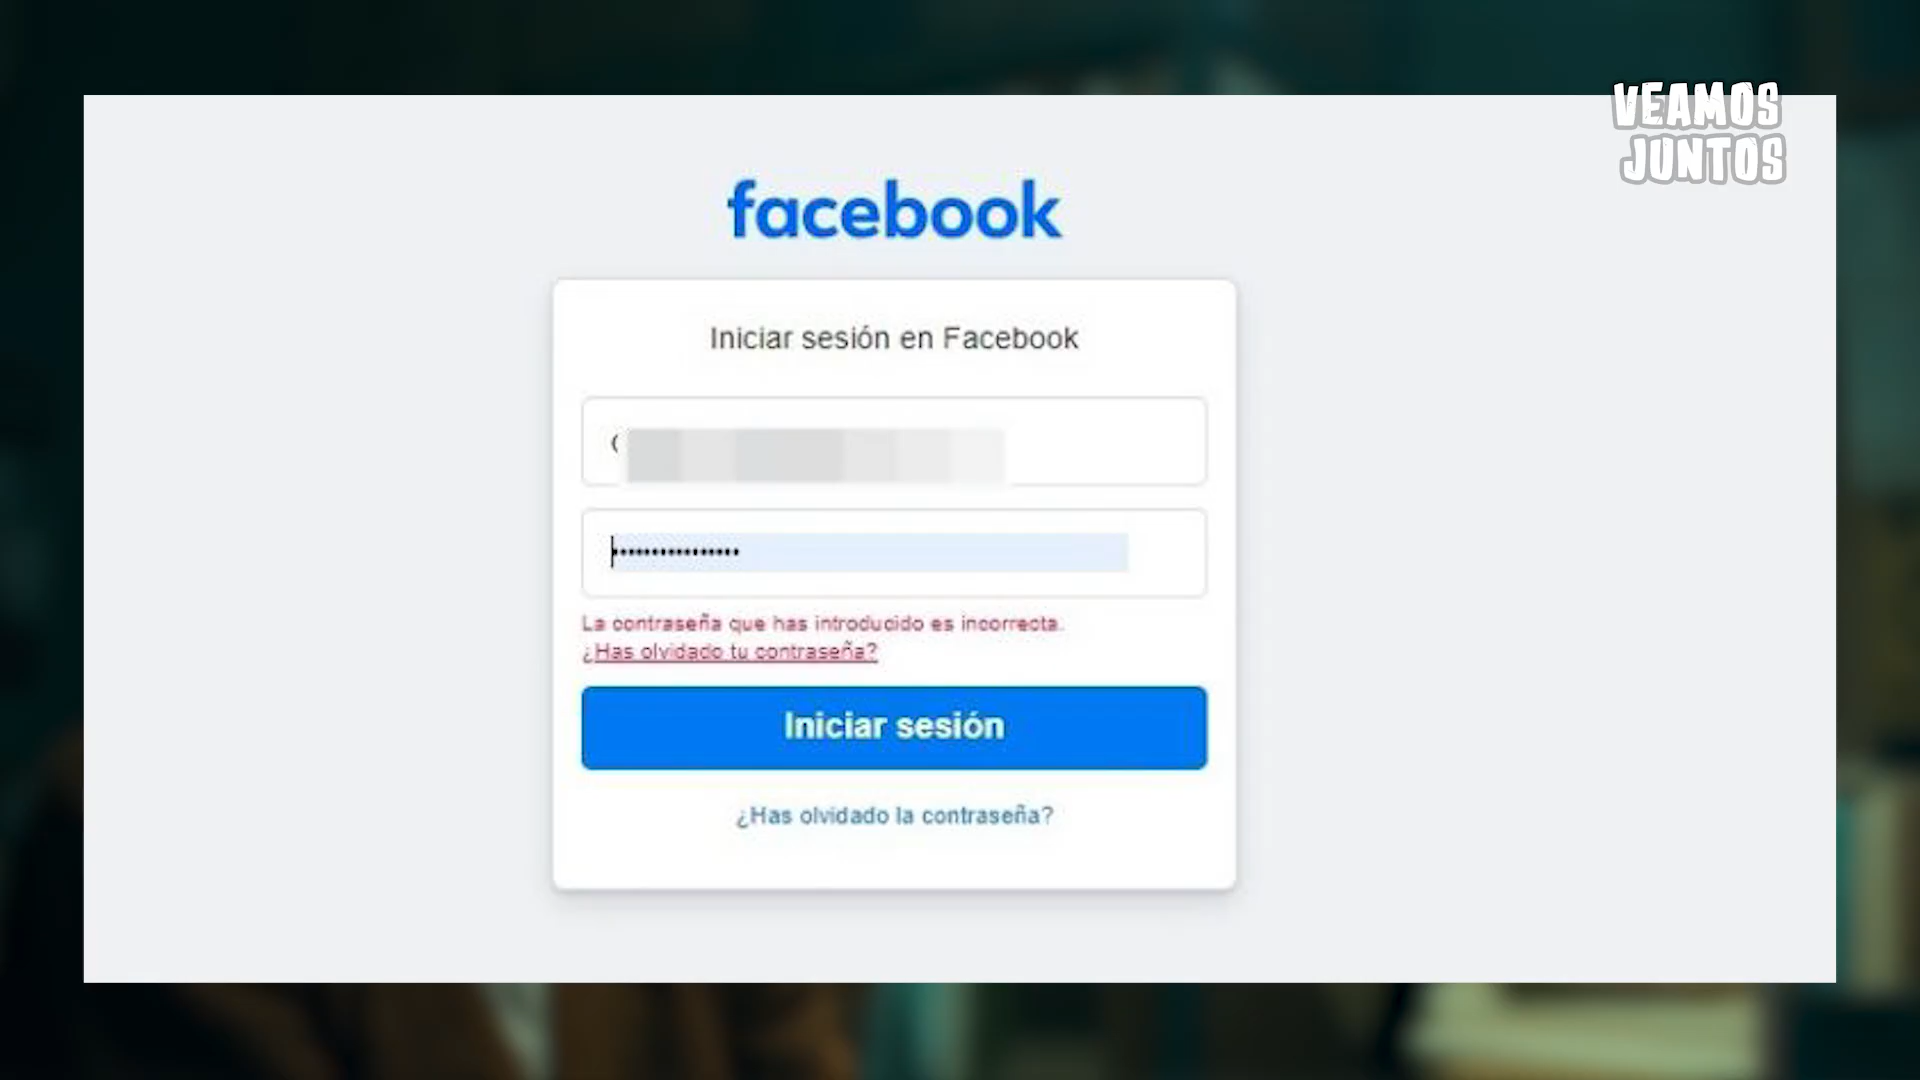 VEAMOS
JUNTOS
facebook
Iniciar sesión en Facebook
La contraseña que has introducido es incorrecta.
¿Has olvidado tu contraseña?
Iniciar sesión
¿Has olvidado la contraseña?